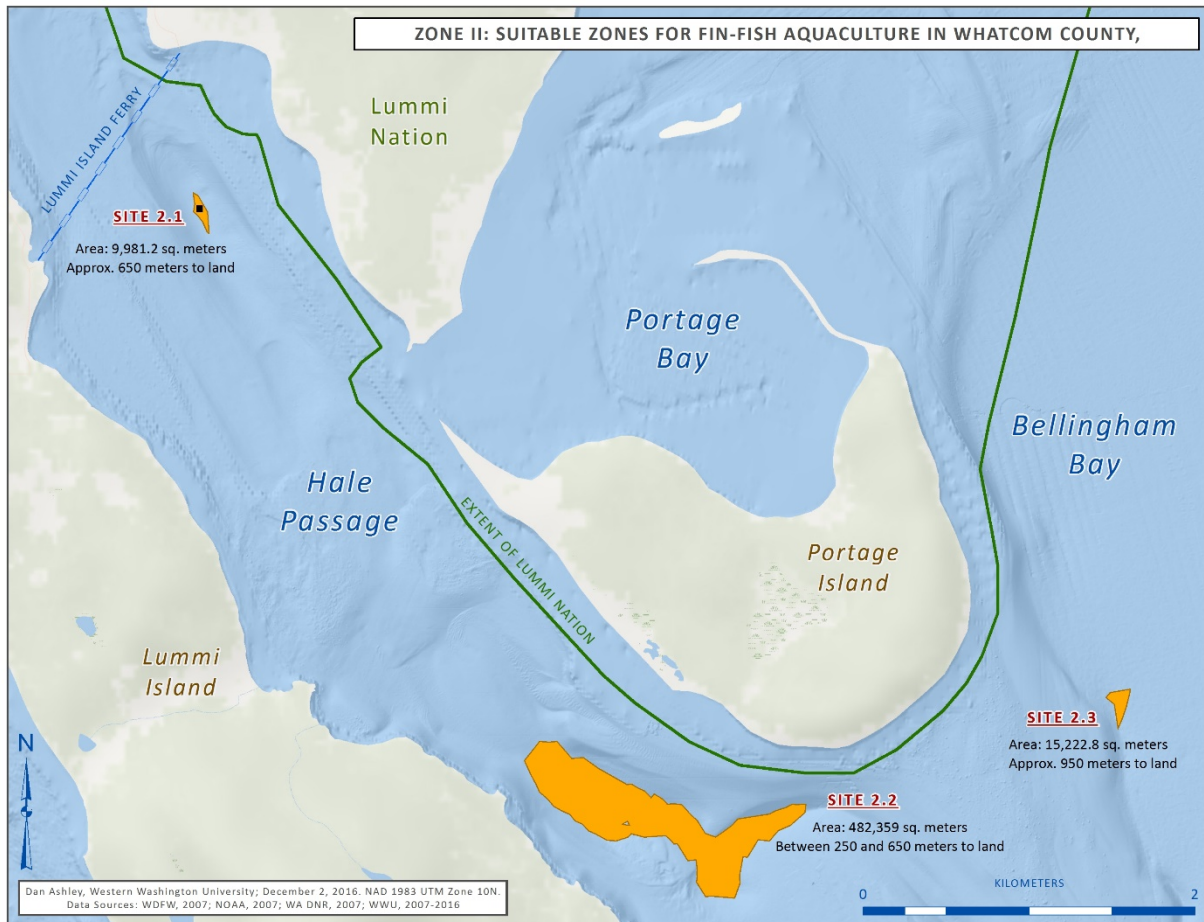 ZONE II: SUITABLE ZONES FOR FIN-FISH AQUACULTURE IN WHATCOM COUNTY,
Lummi
Nation
LUMMI ISLAND FERRY
SITE 2.1
Area: 9,981.2 sq. meters
Approx. 650 meters to land
Portage
Bay
Bellingham
Bay
Hale
Passage
EXTENT OF LUMMI NATION
Portage
Island
Lummi
Island
SITE 2.3
Area: 15,222.8 sq. meters
Approx. 950 meters to land
N
SITE 2.2
Area: 482,359 sq. meters
Between 250 and 650 meters to land
KILOMETERS
0 2
Dan Ashley, Western Washington University; December 2, 2016. NAD 1983 UTM Zone 10N.
Data Sources: WDFW, 2007; NOAA, 2007; WA DNR, 2007; WWU, 2007-2016